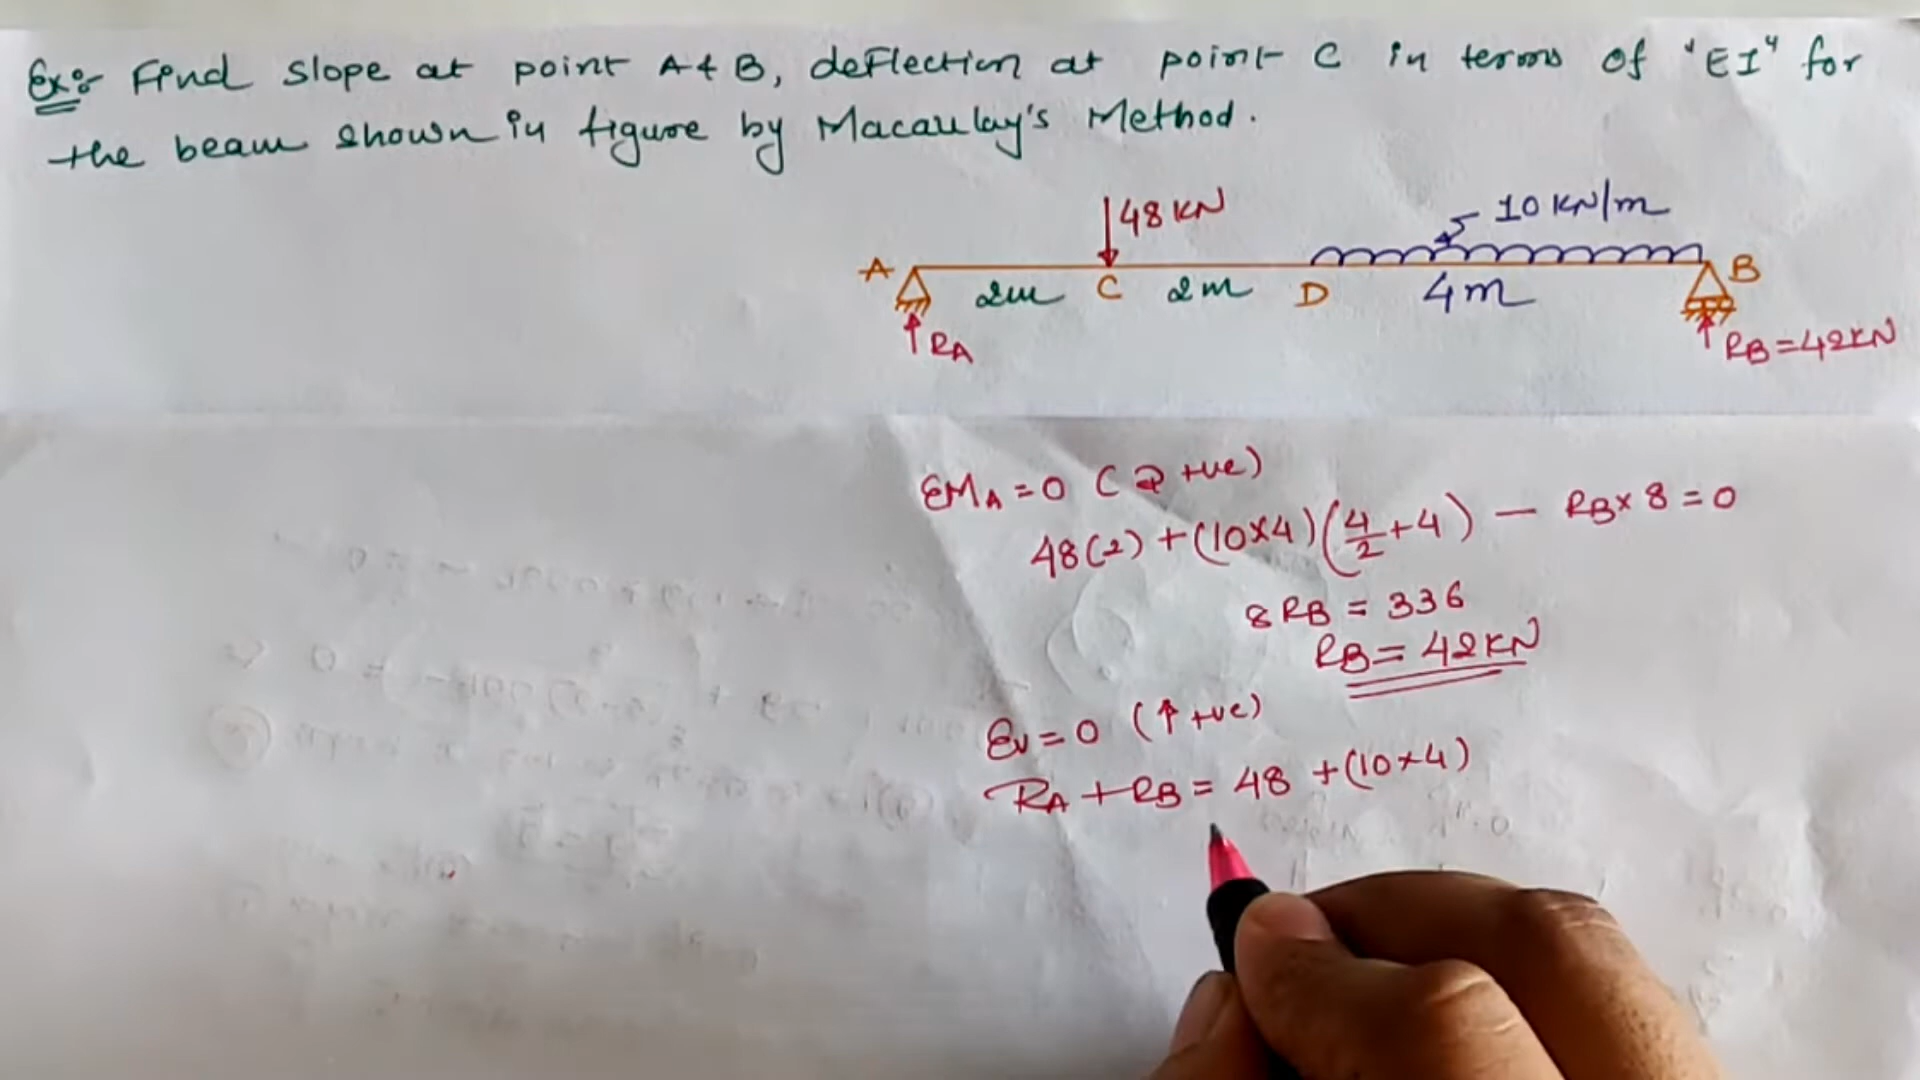 Ex:- Find slope at point A & B, deflection at point C in terms of "EI" for
the beam shown in figure by Macaulay's Method.
48 KN
10 KN/m
A 2m C 2m D 4m B
RA
RB=42KN
ΣMA=0 (↻ +ve)
48(2)+(10×4)(4/2+4) - RB×8=0
8RB = 336
RB = 42KN
Σv=0 (↑ +ve)
RA+RB= 48 +(10×4)